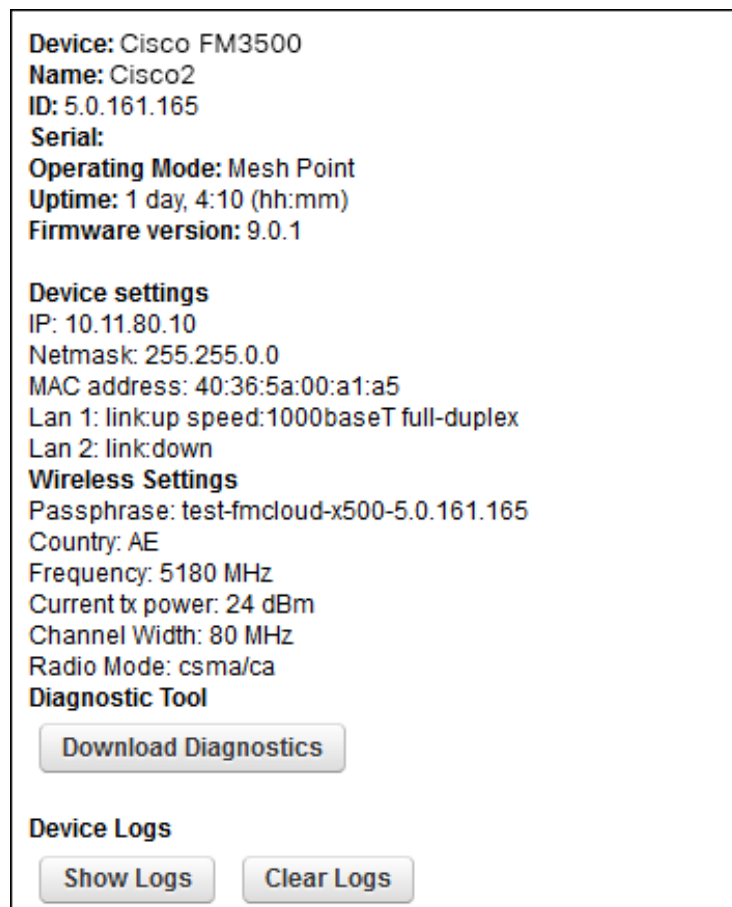 Device: Cisco FM3500
Name: Cisco2
ID: 5.0.161.165
Serial:
Operating Mode: Mesh Point
Uptime: 1 day, 4:10 (hh:mm)
Firmware version: 9.0.1
Device settings
IP: 10.11.80.10
Netmask: 255.255.0.0
MAC address: 40:36:5a:00:a1:a5
Lan 1: link:up speed:1000baseT full-duplex
Lan 2: link:down
Wireless Settings
Passphrase: test-fmcloud-x500-5.0.161.165
Country: AE
Frequency: 5180 MHz
Current tx power: 24 dBm
Channel Width: 80 MHz
Radio Mode: csma/ca
Diagnostic Tool
Download Diagnostics
Device Logs
Show Logs Clear Logs